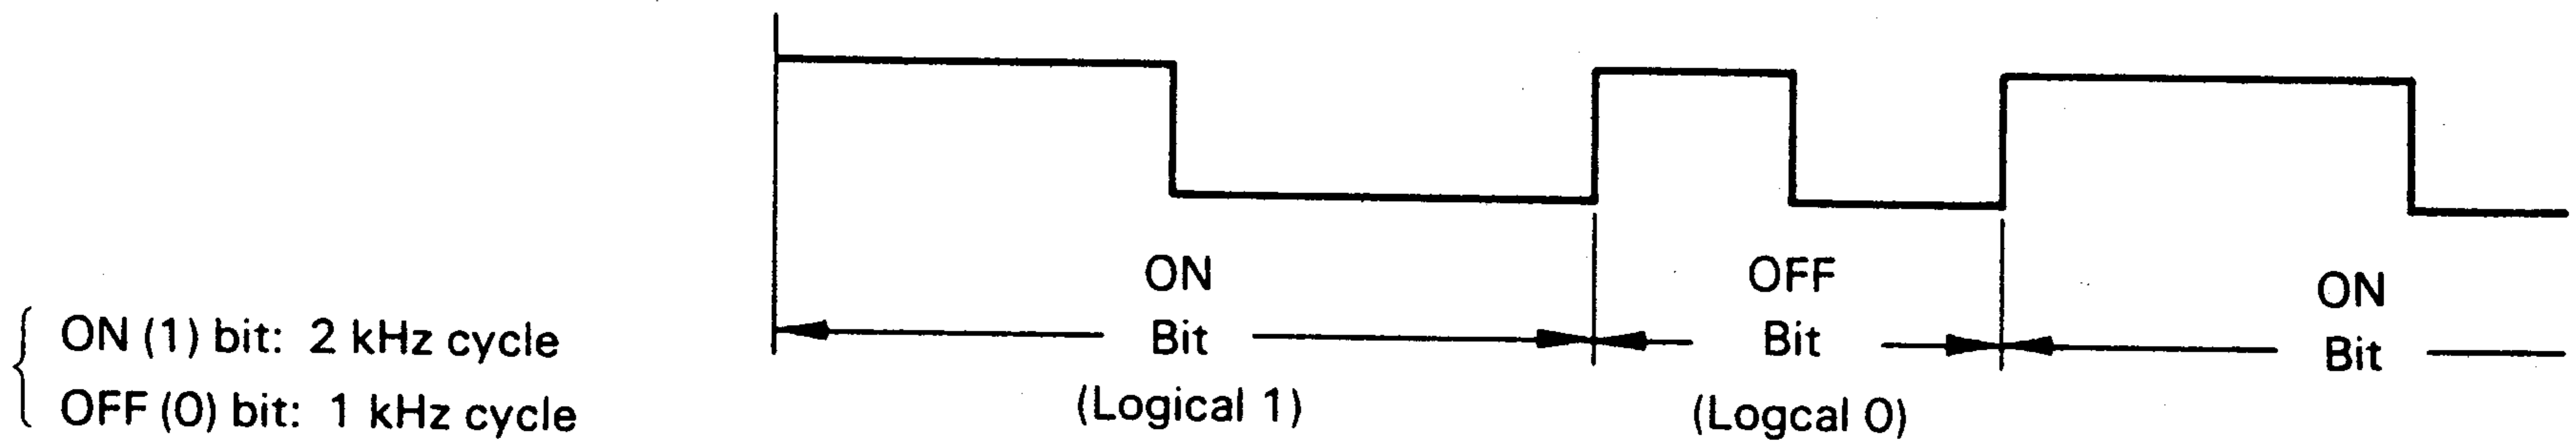 ON (1) bit: 2 kHz cycle
OFF (0) bit: 1 kHz cycle
ON
Bit
(Logical 1)
OFF
Bit
(Logcal 0)
ON
Bit